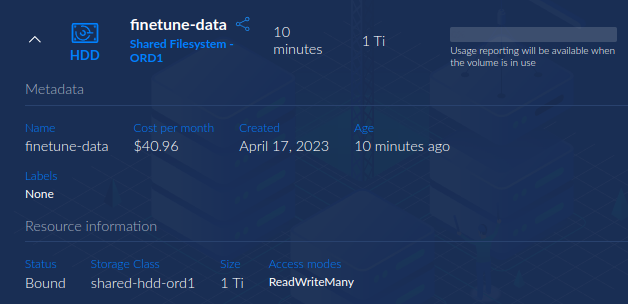 finetune-data
HDD
Shared Filesystem -
ORD1
10
minutes
1 Ti
Usage reporting will be available when
the volume is in use
Metadata
Name Cost per month Created Age
finetune-data $40.96 April 17, 2023 10 minutes ago
Labels
None
Resource information
Status Storage Class Size Access modes
Bound shared-hdd-ord1 1 Ti ReadWriteMany